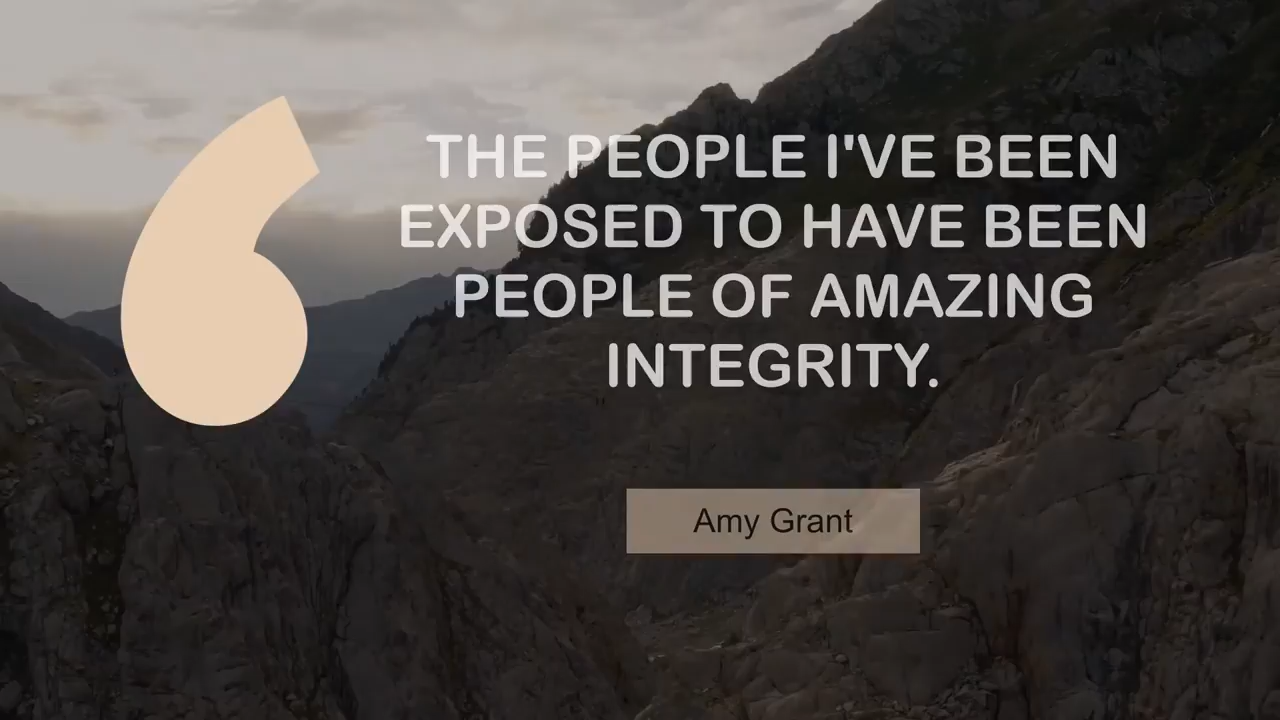 THE PEOPLE I'VE BEEN
EXPOSED TO HAVE BEEN
PEOPLE OF AMAZING
INTEGRITY.
Amy Grant